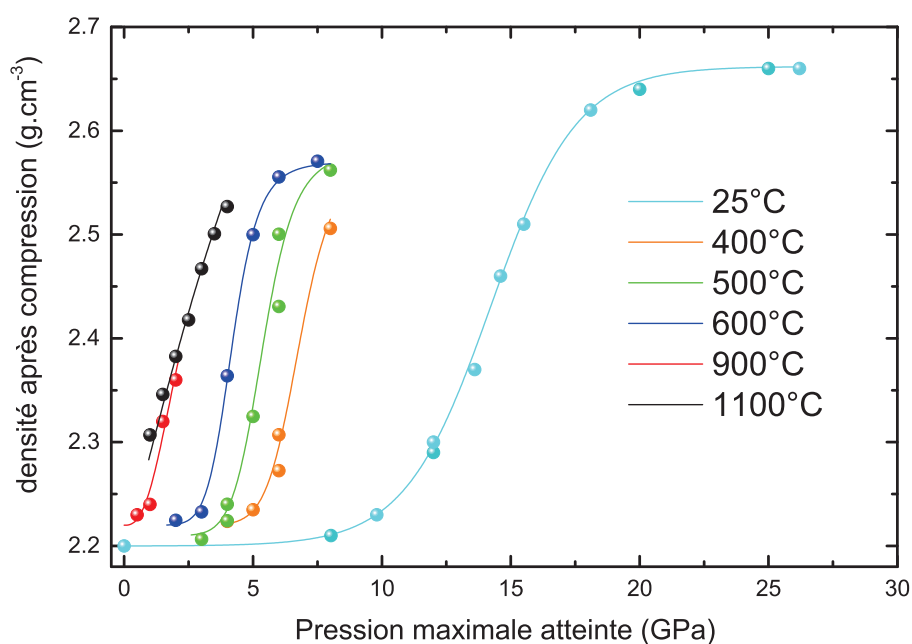 densité après compression (g.cm-3)
2.7
2.6
2.5
2.4
2.3
2.2
25°C
400°C
500°C
600°C
900°C
1100°C
0 5 10 15 20 25 30
Pression maximale atteinte (GPa)